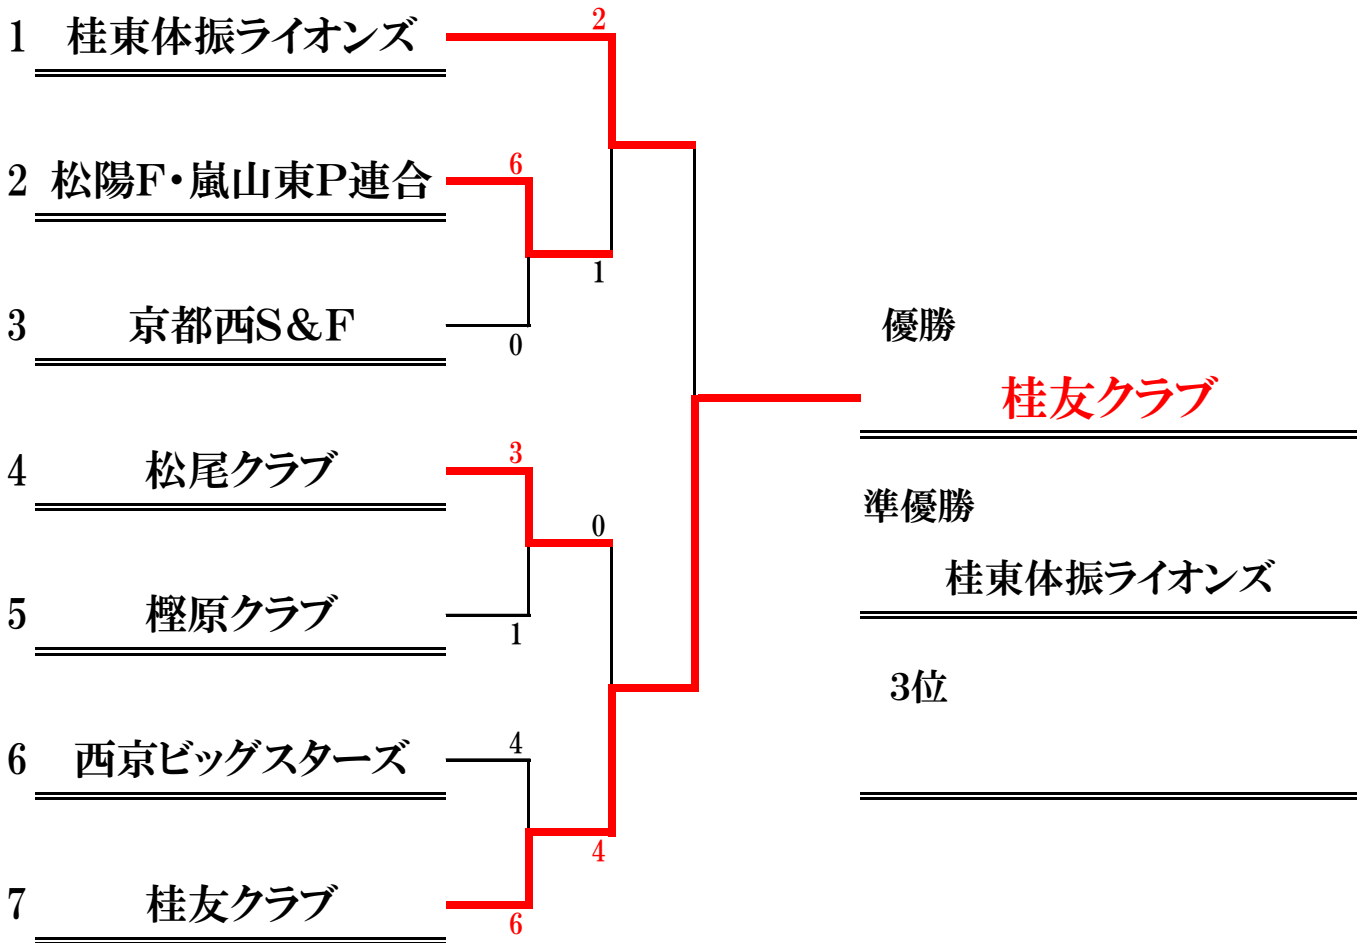 1 桂東体振ライオンズ
2
2 松陽F・嵐山東P連合
6
1
3 京都西S&F
0
優勝
桂友クラブ
4 松尾クラブ
3
0
準優勝
桂東体振ライオンズ
5 樫原クラブ
1
3位
6 西京ビッグスターズ
4
4
7 桂友クラブ
6